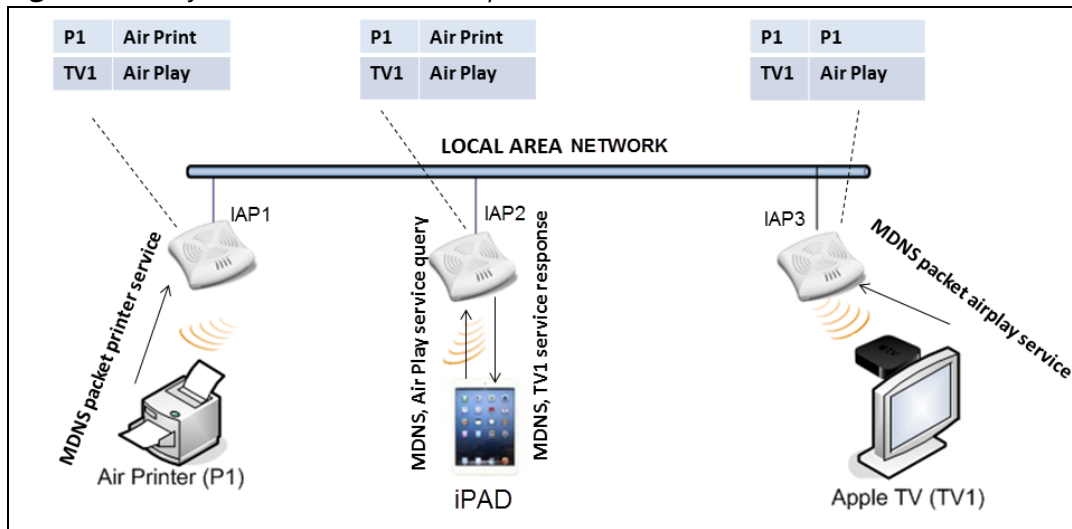 P1 Air Print
TV1 Air Play
P1 Air Print
TV1 Air Play
P1 P1
TV1 Air Play
LOCAL AREA NETWORK
IAP1
IAP2
IAP3
MDNS packet printer service
MDNS, Air Play service query
MDNS, TV1 service response
MDNS packet airplay service
tv
Air Printer (P1)
iPAD
Apple TV (TV1)